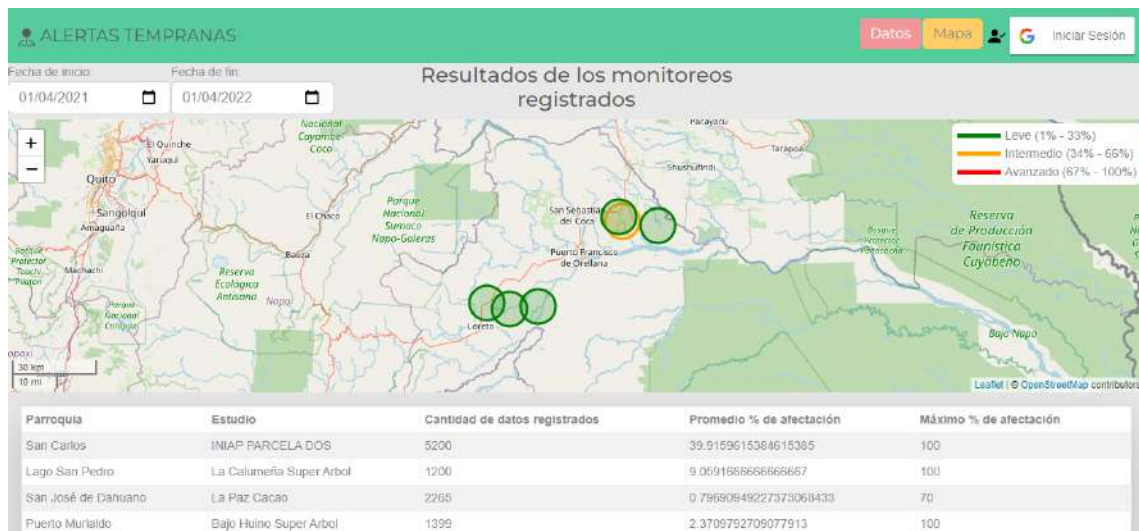 ALERTAS TEMPRANAS
Datos
Mapa
Iniciar Sesión
Fecha de inicio:
01/04/2021
Fecha de fin:
01/04/2022
Resultados de los monitoreos
registrados
+
−
Leve (1% - 33%)
Intermedio (34% - 66%)
Avanzado (67% - 100%)
Nacional
Cayambe-
Coca
El Quinche
Yaruquí
Quito
Sangolquí
Amaguaña
Machachi
El Chaco
Baeza
Parque
Nacional
Sumaco
Napo-Galeras
Reserva
Ecológica
Antisana
Napo
Parque
Nacional
Loreto
San Sebastián
del Coca
Puerto Francisco
de Orellana
Shushufindi
Pacayacu
Tarapoa
Bosque
Protector
Reserva
de Producción
Faunística
Cuyabeno
Bajo Napo
30 km
10 mi
Leaflet | © OpenStreetMap contributors
Parroquia Estudio Cantidad de datos registrados Promedio % de afectación Máximo % de afectación
San Carlos INIAP PARCELA DOS 5200 39.9159615384615385 100
Lago San Pedro La Calumeña Super Arbol 1200 9.0591666666666667 100
San José de Dahuano La Paz Cacao 2265 0.79690949227373068433 70
Puerto Murialdo Bajo Huino Super Arbol 1399 2.3709792709077913 100